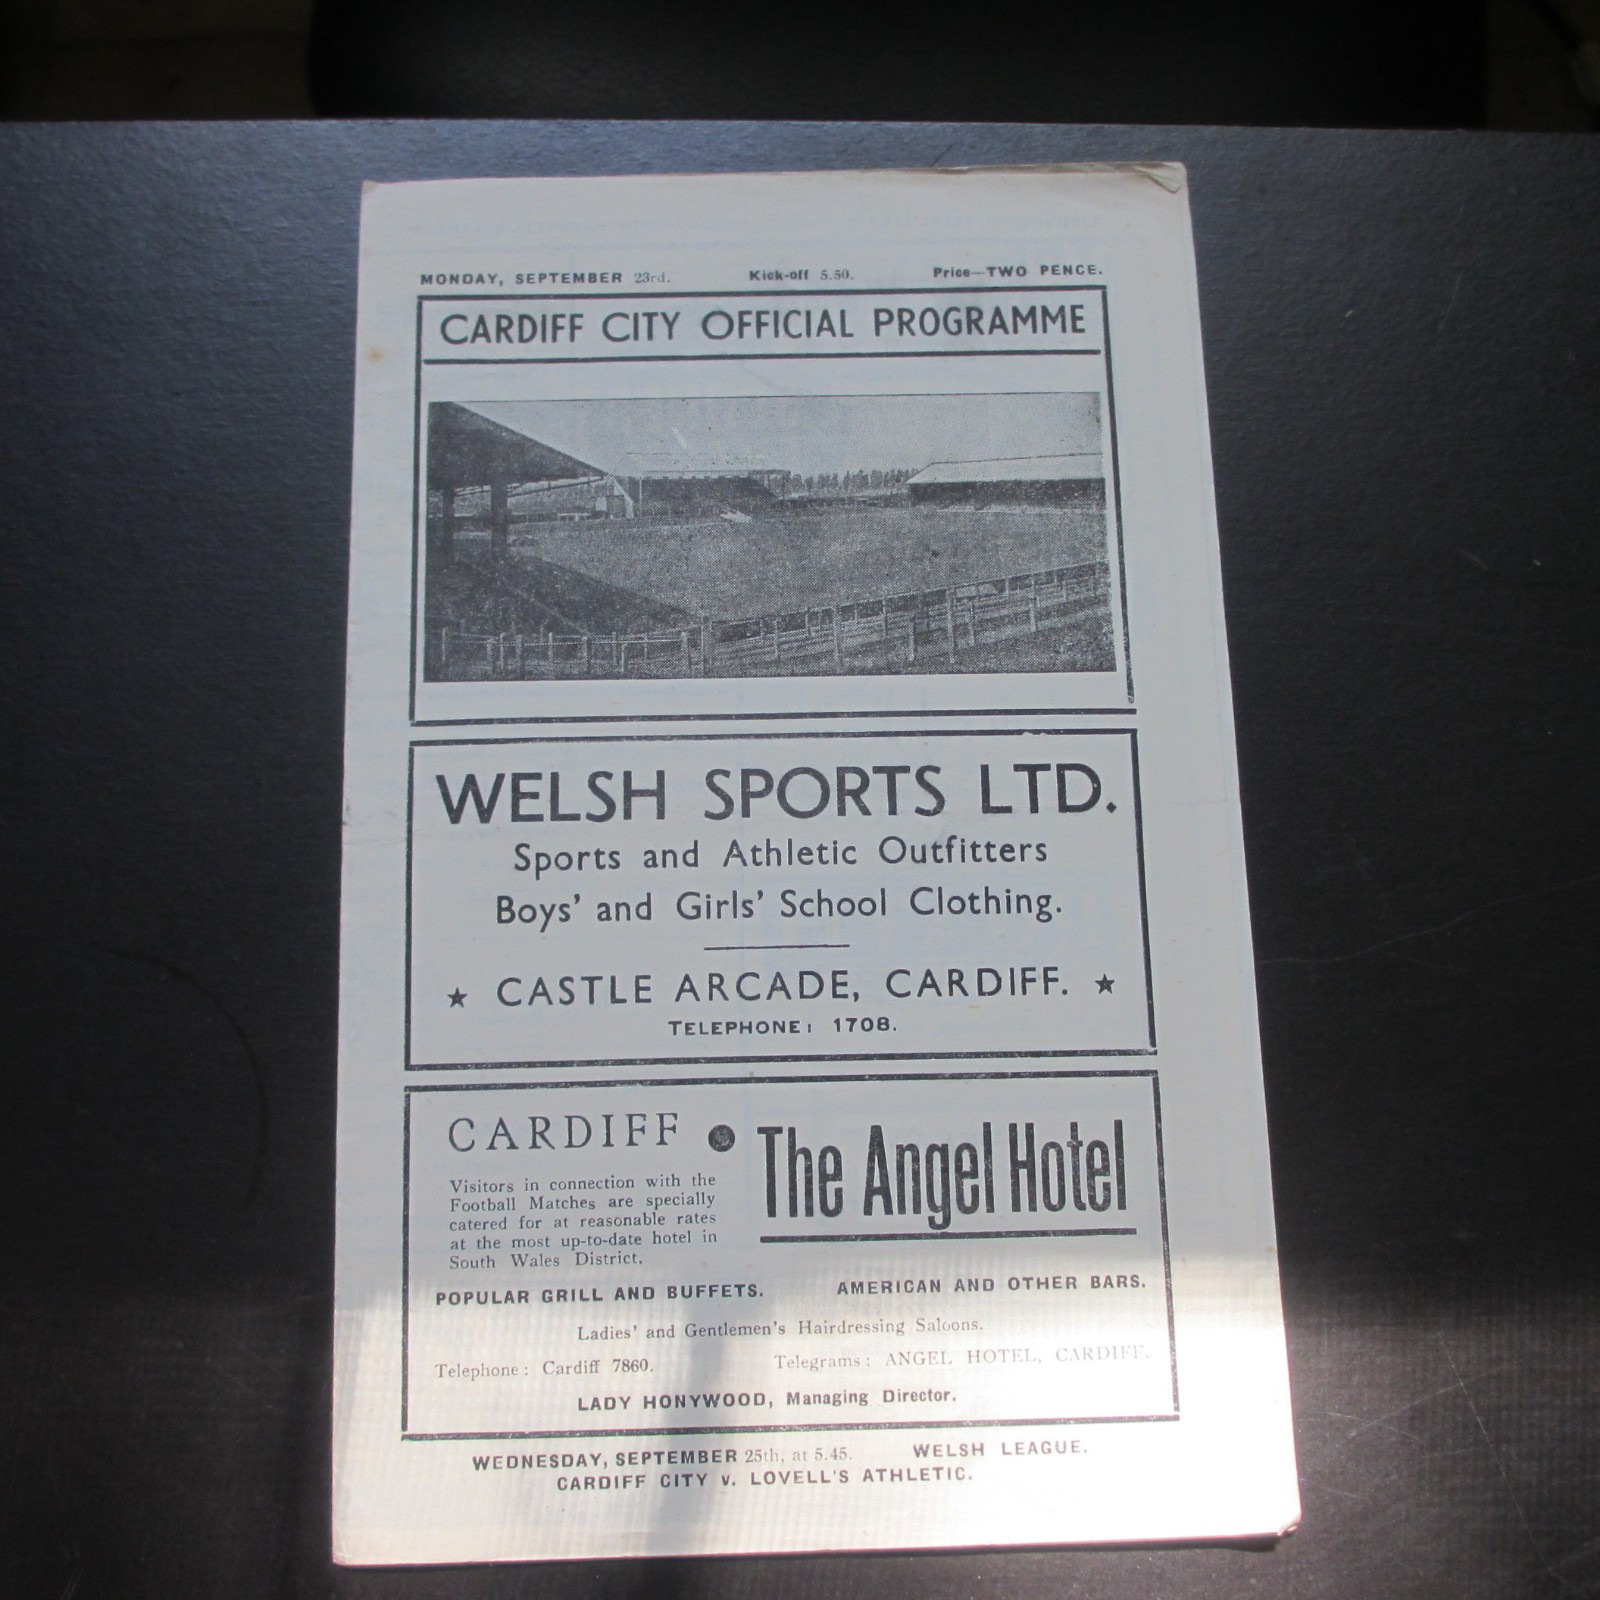 MONDAY, SEPTEMBER 23rd. Kick-off 5.50. Price—TWO PENCE.
CARDIFF CITY OFFICIAL PROGRAMME
WELSH SPORTS LTD.
Sports and Athletic Outfitters
Boys' and Girls' School Clothing.
★ CASTLE ARCADE, CARDIFF. ★
TELEPHONE: 1708.
CARDIFF ● The Angel Hotel
Visitors in connection with the
Football Matches are specially
catered for at reasonable rates
at the most up-to-date hotel in
South Wales District.
POPULAR GRILL AND BUFFETS. AMERICAN AND OTHER BARS.
Ladies' and Gentlemen's Hairdressing Saloons.
Telephone: Cardiff 7860. Telegrams: ANGEL HOTEL, CARDIFF.
LADY HONYWOOD, Managing Director.
WEDNESDAY, SEPTEMBER 25th, at 5.45. WELSH LEAGUE.
CARDIFF CITY v. LOVELL'S ATHLETIC.